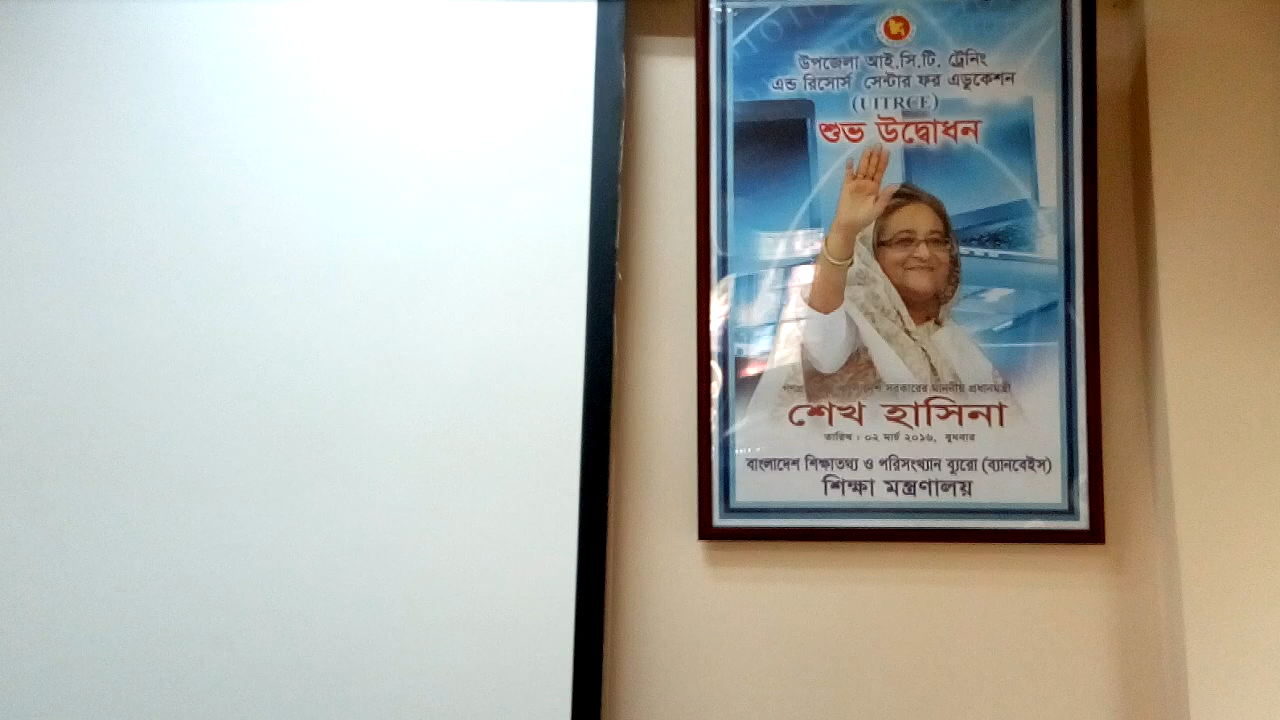 উপজেলা আই.সি.টি. ট্রেনিং
এন্ড রিসোর্স সেন্টার ফর এডুকেশন
(UITRCE)
শুভ উদ্বোধন
সরকারের মাননীয় প্রধানমন্ত্রী
শেখ হাসিনা
তারিখ : ০২ মার্চ ২০১৬, বুধবার
বাংলাদেশ শিক্ষাতথ্য ও পরিসংখ্যান ব্যুরো (ব্যানবেইস)
শিক্ষা মন্ত্রণালয়